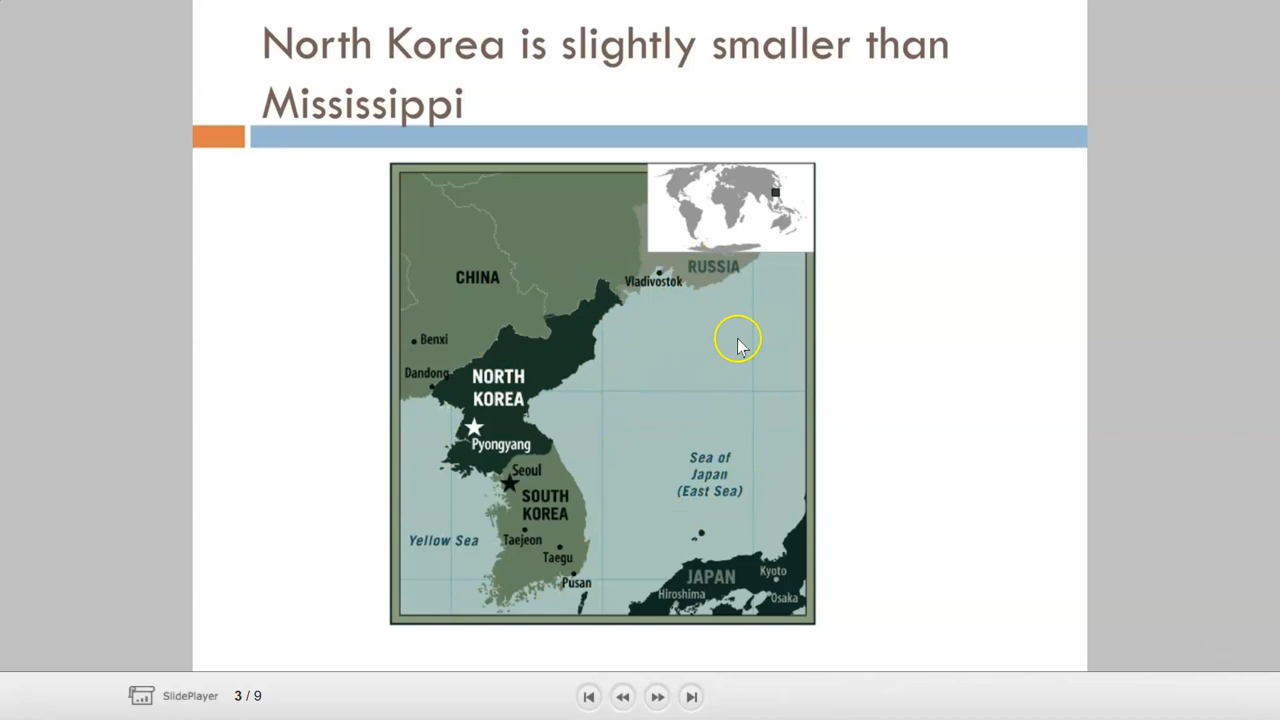 North Korea is slightly smaller than
Mississippi
RUSSIA
Vladivostok
CHINA
Benxi
Dandong
NORTH
KOREA
Pyongyang
Seoul
SOUTH
KOREA
Sea of
Japan
(East Sea)
Yellow Sea
Taejeon
Taegu
Pusan
JAPAN
Kyoto
Hiroshima
Osaka
SlidePlayer 3 / 9